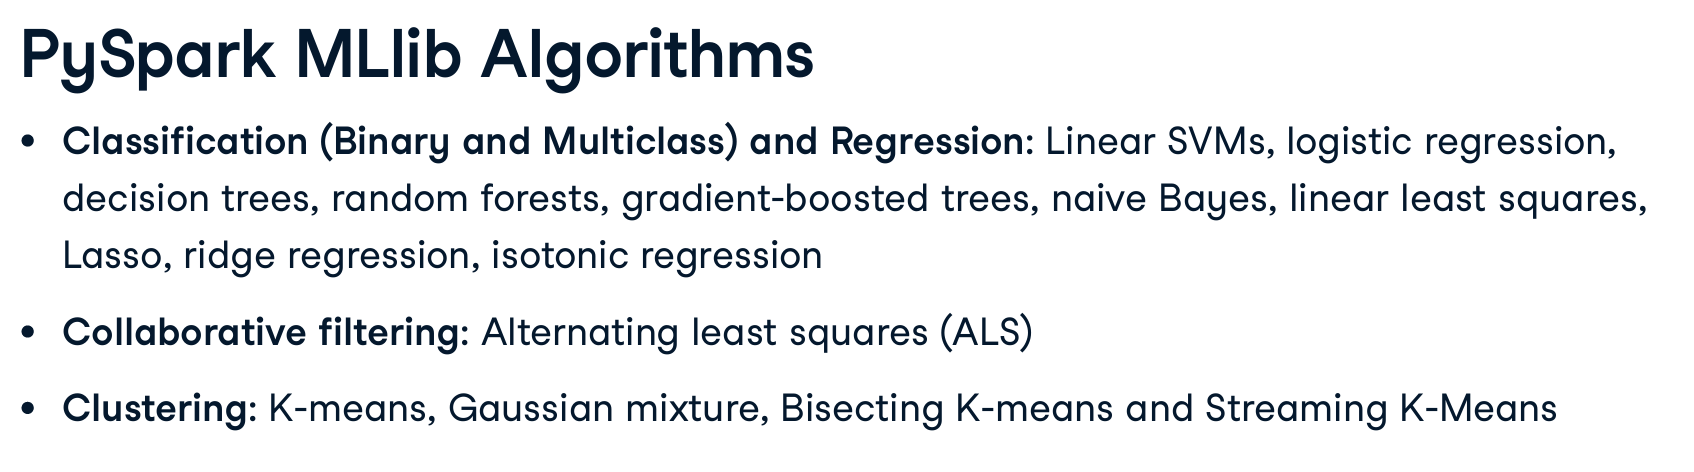 PySpark MLlib Algorithms
• Classification (Binary and Multiclass) and Regression: Linear SVMs, logistic regression,
decision trees, random forests, gradient-boosted trees, naive Bayes, linear least squares,
Lasso, ridge regression, isotonic regression
• Collaborative filtering: Alternating least squares (ALS)
• Clustering: K-means, Gaussian mixture, Bisecting K-means and Streaming K-Means